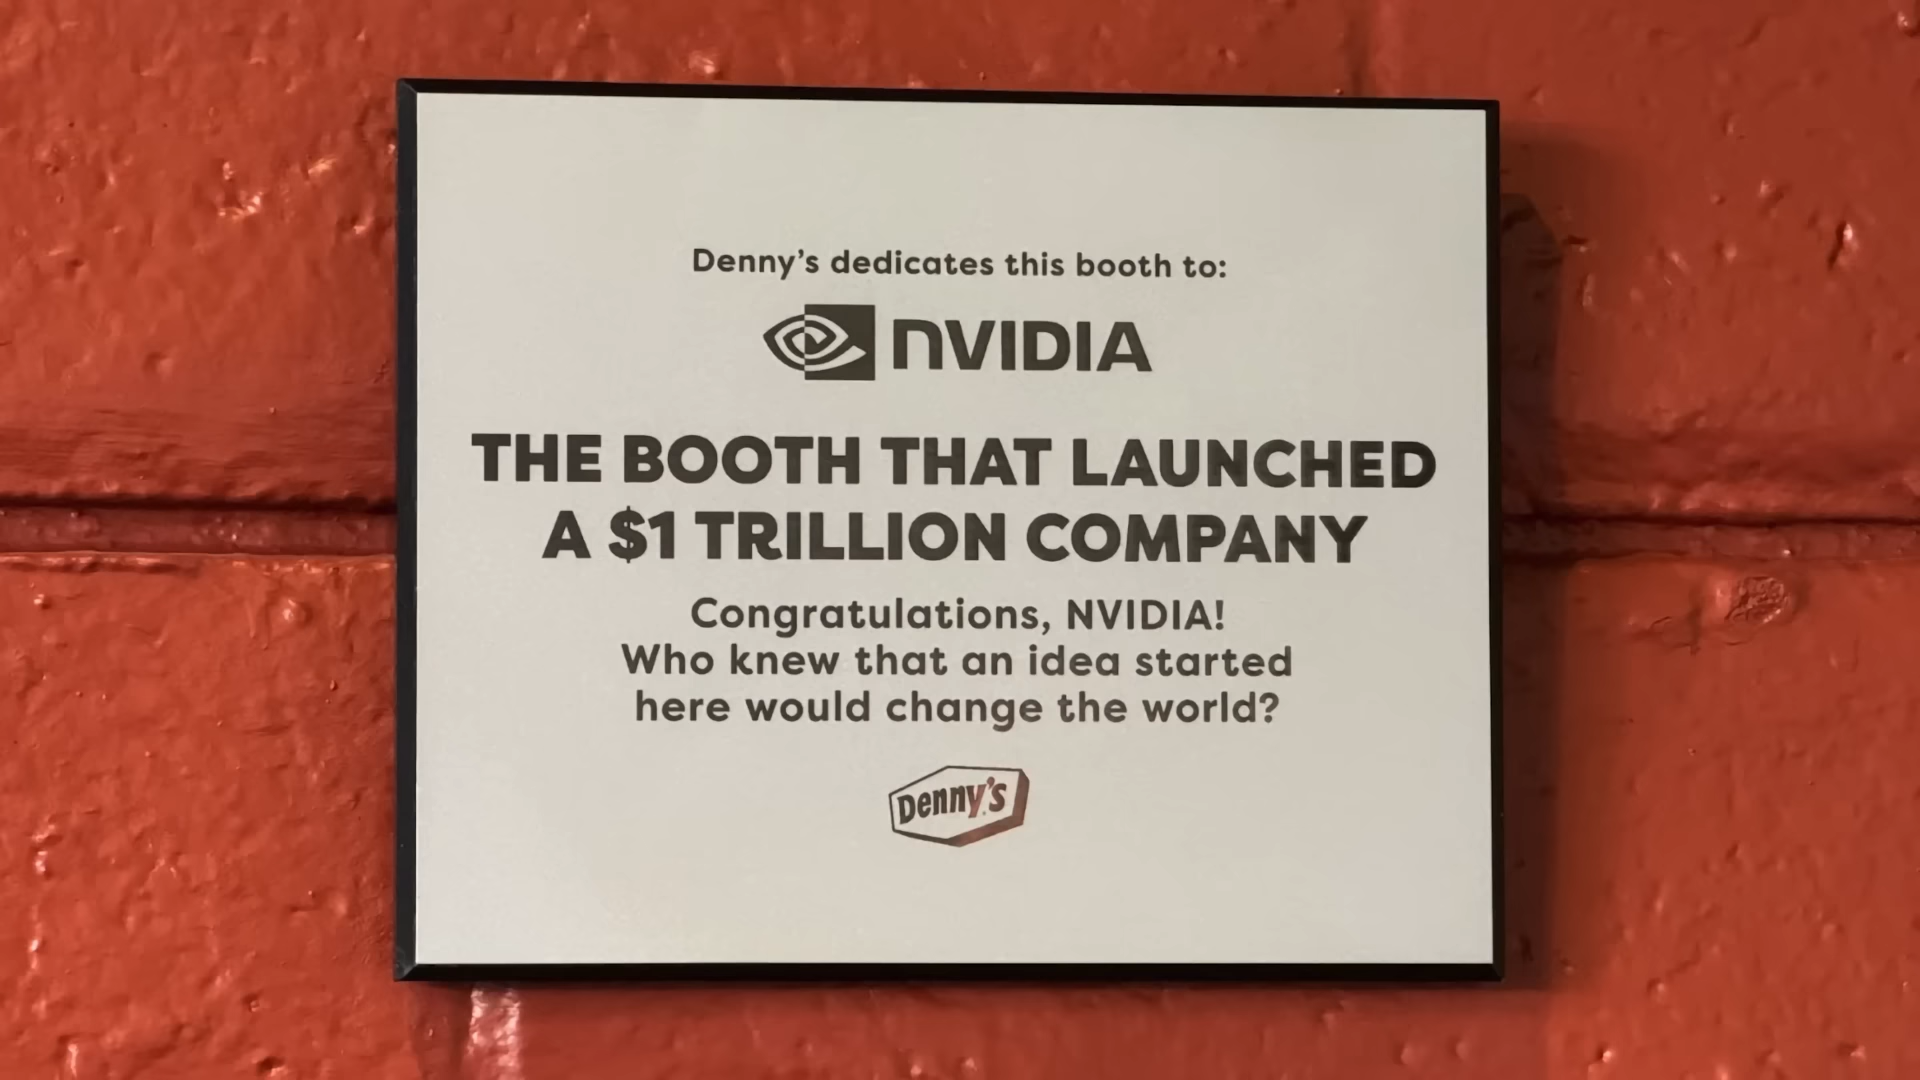 Denny's dedicates this booth to:
NVIDIA
THE BOOTH THAT LAUNCHED
A $1 TRILLION COMPANY
Congratulations, NVIDIA!
Who knew that an idea started
here would change the world?
Denny's